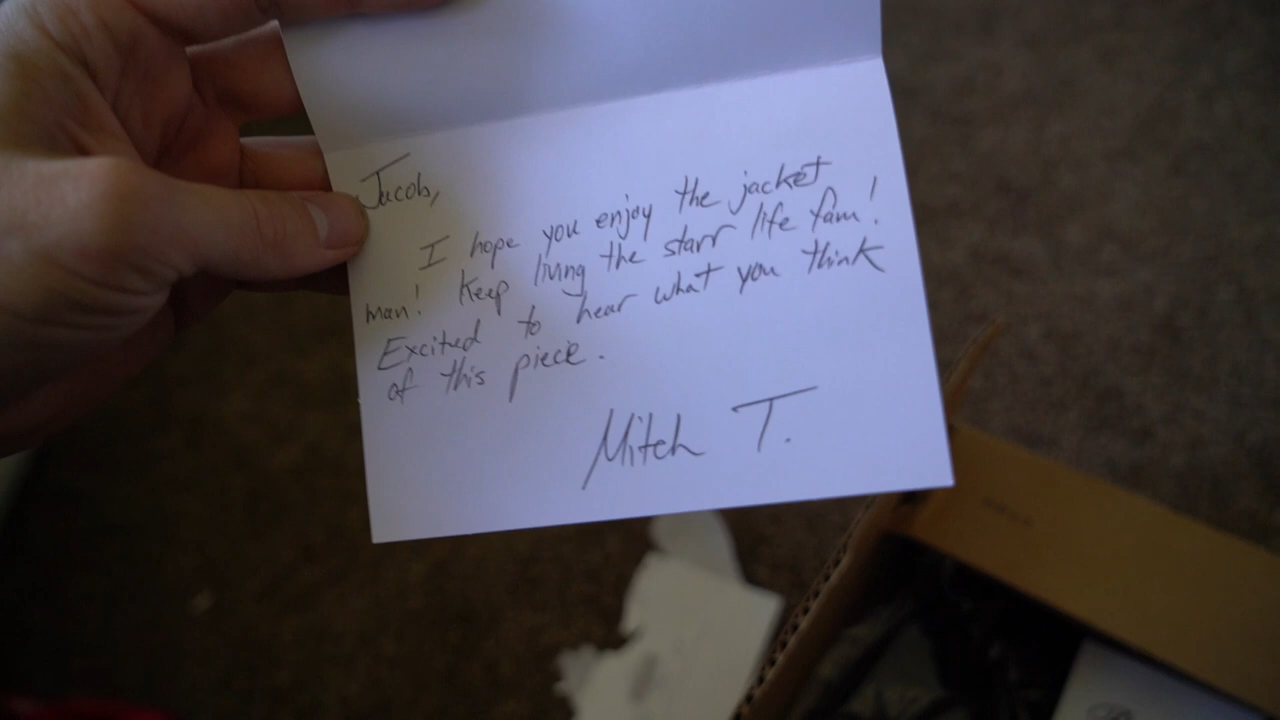 Jacob,
I hope you enjoy the jacket
man! Keep living the starr life fam!
Excited to hear what you think
of this piece.
Mitch T.